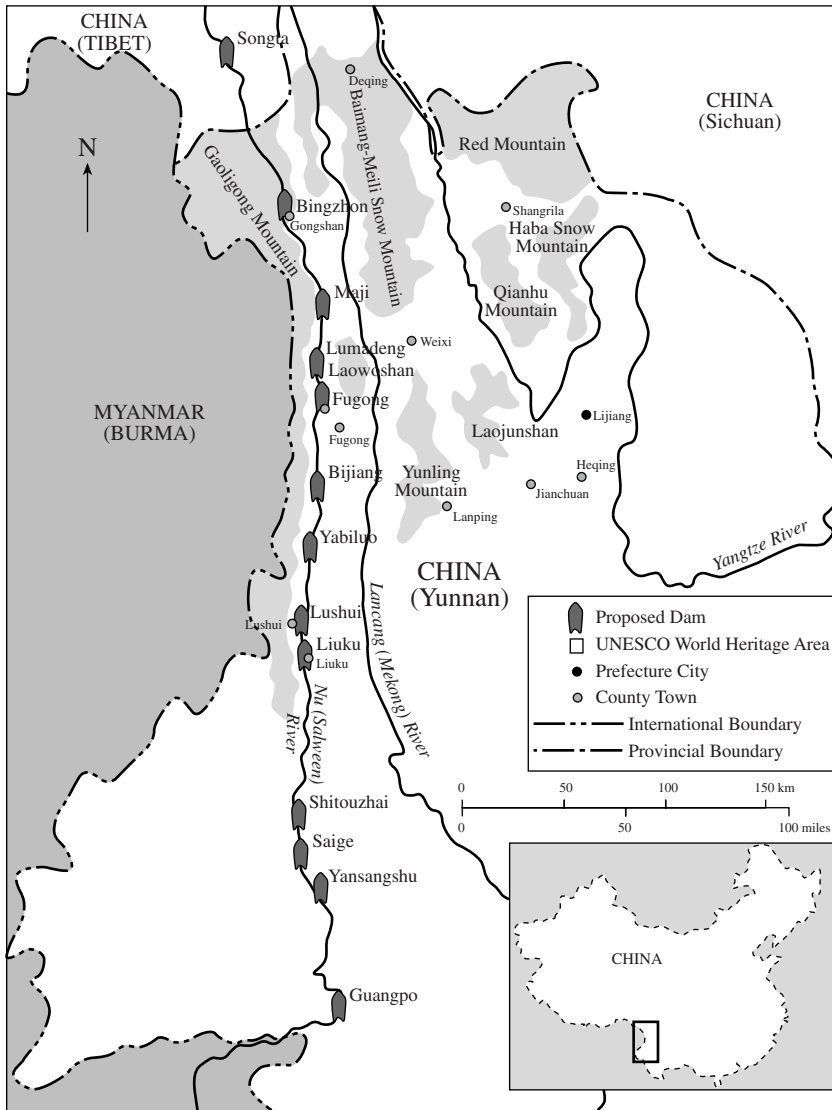 CHINA
(TIBET)
Songta
Deqing
Baimang-Meili Snow Mountain
CHINA
(Sichuan)
Red Mountain
N
Gaoligong Mountain
Bingzhon
Gongshan
Shangrila
Haba Snow
Mountain
Qianhu
Mountain
Maji
Weixi
Lumadeng
Laowoshan
Fugong
Fugong
MYANMAR
(BURMA)
Lijiang
Laojunshan
Heqing
Jianchuan
Bijiang
Yunling
Mountain
Lanping
Yabiluo
Yangtze River
CHINA
(Yunnan)
Lancang (Mekong) River
Lushui
Lushui
Liuku
Liuku
Nu (Salween)
River
Proposed Dam
UNESCO World Heritage Area
Prefecture City
County Town
International Boundary
Provincial Boundary
0 50 100 150 km
0 50 100 miles
Shitouzhai
Saige
Yansangshu
Guangpo
CHINA